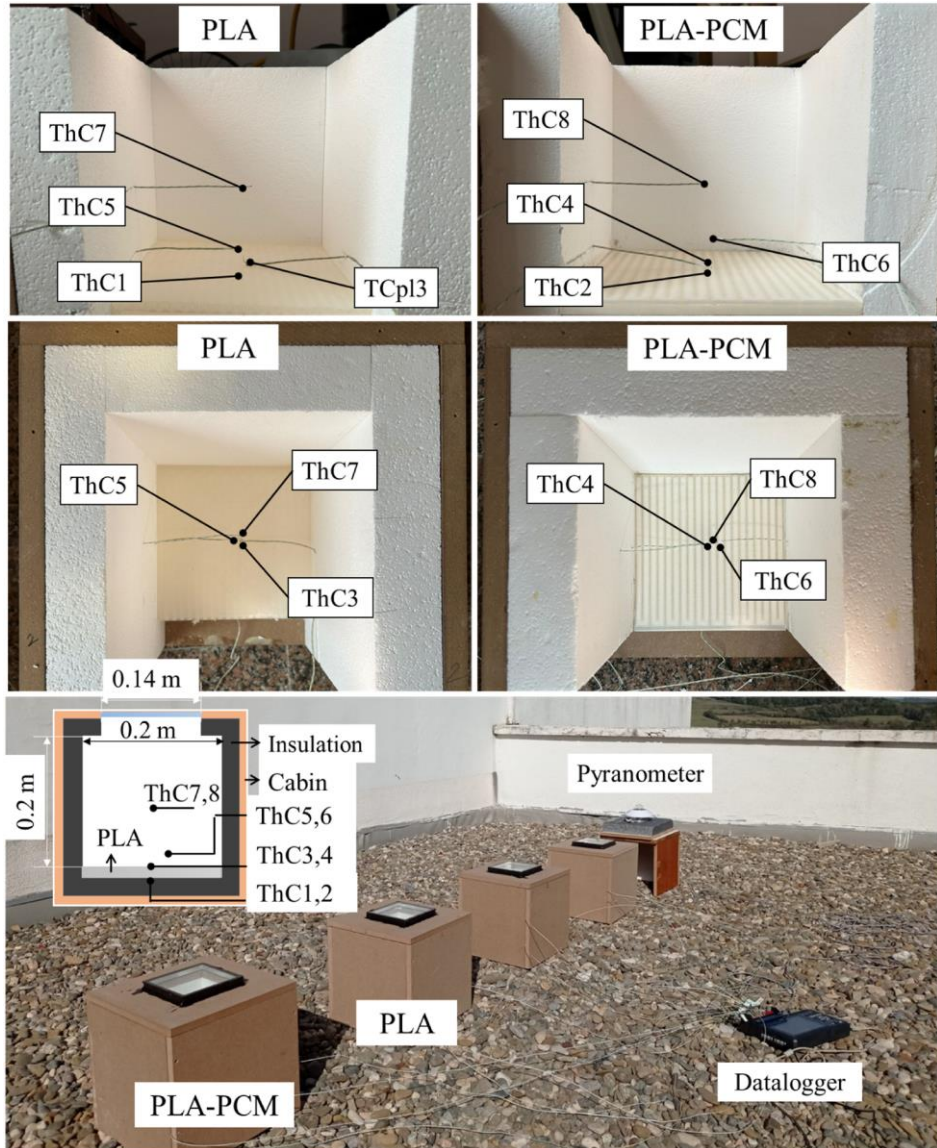 PLA
ThC7
ThC5
ThC1
TCpl3
PLA-PCM
ThC8
ThC4
ThC2
ThC6
PLA
ThC5
ThC7
ThC3
PLA-PCM
ThC4
ThC8
ThC6
0.14 m
0.2 m
0.2 m
Insulation
Cabin
ThC7,8
ThC5,6
PLA
ThC3,4
ThC1,2
Pyranometer
PLA
PLA-PCM
Datalogger